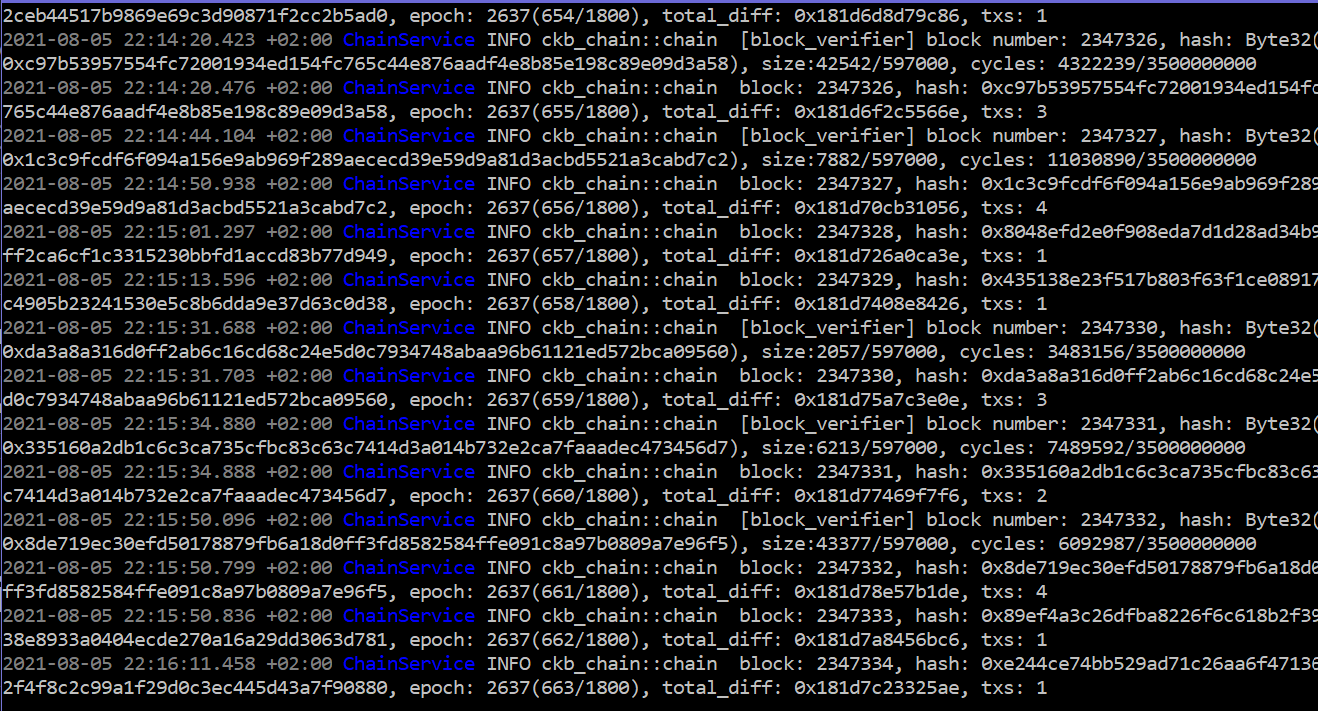 2ceb44517b9869e69c3d90871f2cc2b5ad0, epoch: 2637(654/1800), total_diff: 0x181d6d8d79c86, txs: 1
2021-08-05 22:14:20.423 +02:00 ChainService INFO ckb_chain::chain  [block_verifier] block number: 2347326, hash: Byte32(
0xc97b53957554fc72001934ed154fc765c44e876aadf4e8b85e198c89e09d3a58), size:42542/597000, cycles: 4322239/3500000000
2021-08-05 22:14:20.476 +02:00 ChainService INFO ckb_chain::chain  block: 2347326, hash: 0xc97b53957554fc72001934ed154fc
765c44e876aadf4e8b85e198c89e09d3a58, epoch: 2637(655/1800), total_diff: 0x181d6f2c5566e, txs: 3
2021-08-05 22:14:44.104 +02:00 ChainService INFO ckb_chain::chain  [block_verifier] block number: 2347327, hash: Byte32(
0x1c3c9fcdf6f094a156e9ab969f289aececd39e59d9a81d3acbd5521a3cabd7c2), size:7882/597000, cycles: 11030890/3500000000
2021-08-05 22:14:50.938 +02:00 ChainService INFO ckb_chain::chain  block: 2347327, hash: 0x1c3c9fcdf6f094a156e9ab969f289
aececd39e59d9a81d3acbd5521a3cabd7c2, epoch: 2637(656/1800), total_diff: 0x181d70cb31056, txs: 4
2021-08-05 22:15:01.297 +02:00 ChainService INFO ckb_chain::chain  block: 2347328, hash: 0x8048efd2e0f908eda7d1d28ad34b9
ff2ca6cf1c3315230bbfd1accd83b77d949, epoch: 2637(657/1800), total_diff: 0x181d726a0ca3e, txs: 1
2021-08-05 22:15:13.596 +02:00 ChainService INFO ckb_chain::chain  block: 2347329, hash: 0x435138e23f517b803f63f1ce08917
c4905b23241530e5c8b6dda9e37d63c0d38, epoch: 2637(658/1800), total_diff: 0x181d7408e8426, txs: 1
2021-08-05 22:15:31.688 +02:00 ChainService INFO ckb_chain::chain  [block_verifier] block number: 2347330, hash: Byte32(
0xda3a8a316d0ff2ab6c16cd68c24e5d0c7934748abaa96b61121ed572bca09560), size:2057/597000, cycles: 3483156/3500000000
2021-08-05 22:15:31.703 +02:00 ChainService INFO ckb_chain::chain  block: 2347330, hash: 0xda3a8a316d0ff2ab6c16cd68c24e5
d0c7934748abaa96b61121ed572bca09560, epoch: 2637(659/1800), total_diff: 0x181d75a7c3e0e, txs: 3
2021-08-05 22:15:34.880 +02:00 ChainService INFO ckb_chain::chain  [block_verifier] block number: 2347331, hash: Byte32(
0x335160a2db1c6c3ca735cfbc83c63c7414d3a014b732e2ca7faaadec473456d7), size:6213/597000, cycles: 7489592/3500000000
2021-08-05 22:15:34.888 +02:00 ChainService INFO ckb_chain::chain  block: 2347331, hash: 0x335160a2db1c6c3ca735cfbc83c63
c7414d3a014b732e2ca7faaadec473456d7, epoch: 2637(660/1800), total_diff: 0x181d77469f7f6, txs: 2
2021-08-05 22:15:50.096 +02:00 ChainService INFO ckb_chain::chain  [block_verifier] block number: 2347332, hash: Byte32(
0x8de719ec30efd50178879fb6a18d0ff3fd8582584ffe091c8a97b0809a7e96f5), size:43377/597000, cycles: 6092987/3500000000
2021-08-05 22:15:50.799 +02:00 ChainService INFO ckb_chain::chain  block: 2347332, hash: 0x8de719ec30efd50178879fb6a18d0
ff3fd8582584ffe091c8a97b0809a7e96f5, epoch: 2637(661/1800), total_diff: 0x181d78e57b1de, txs: 4
2021-08-05 22:15:50.836 +02:00 ChainService INFO ckb_chain::chain  block: 2347333, hash: 0x89ef4a3c26dfba8226f6c618b2f39
38e8933a0404ecde270a16a29dd3063d781, epoch: 2637(662/1800), total_diff: 0x181d7a8456bc6, txs: 1
2021-08-05 22:16:11.458 +02:00 ChainService INFO ckb_chain::chain  block: 2347334, hash: 0xe244ce74bb529ad71c26aa6f47136
2f4f8c2c99a1f29d0c3ec445d43a7f90880, epoch: 2637(663/1800), total_diff: 0x181d7c23325ae, txs: 1